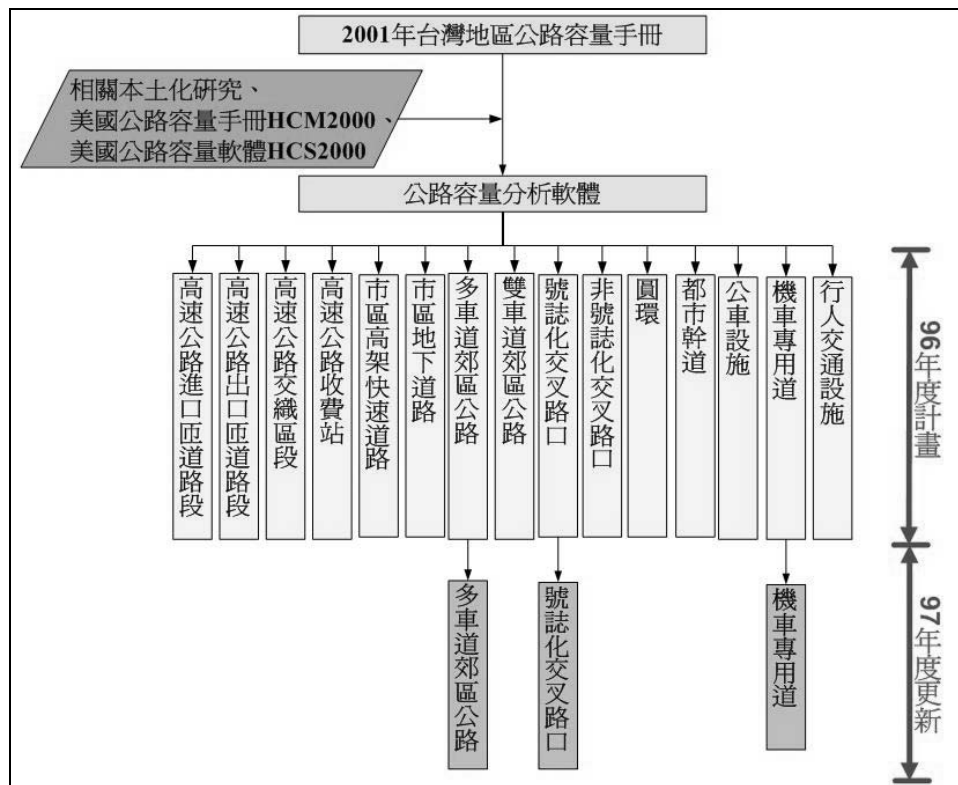 2001年台灣地區公路容量手冊
相關本土化研究、
美國公路容量手冊HCM2000、
美國公路容量軟體HCS2000
公路容量分析軟體
高速公路進口匝道路段
高速公路出口匝道路段
高速公路交織區段
高速公路收費站
市區高架快速道路
市區地下道路
多車道郊區公路
雙車道郊區公路
號誌化交叉路口
非號誌化交叉路口
圓環
都市幹道
公車設施
機車專用道
行人交通設施
96年度計畫
多車道郊區公路
號誌化交叉路口
機車專用道
97年度更新